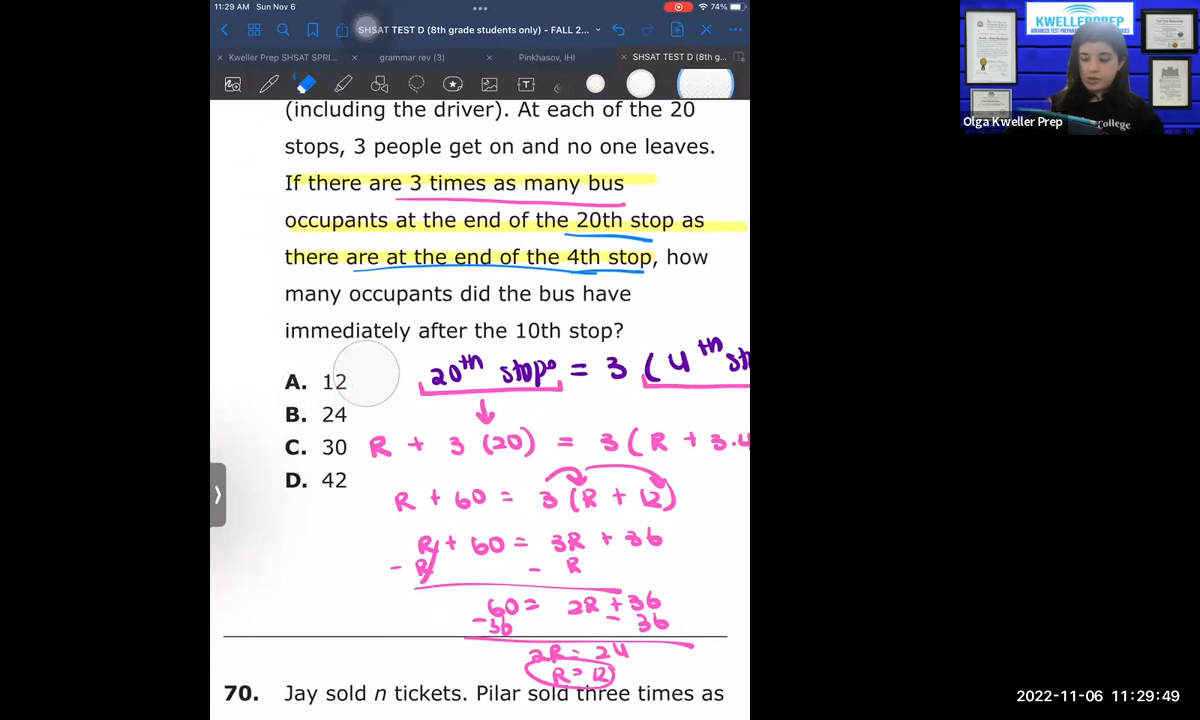 11:29 AM Sun Nov 6
74%
SHSAT TEST D (8th grade students only) - FALL 2...
Kweller Prep SHSAT SPRI...
grammar rev (3)
Pinkhasov, IHI
SHSAT TEST D (8th g...
(including the driver). At each of the 20
stops, 3 people get on and no one leaves.
If there are 3 times as many bus
occupants at the end of the 20th stop as
there are at the end of the 4th stop, how
many occupants did the bus have
immediately after the 10th stop?
20th stops = 3 (4th st
A. 12
B. 24
C. 30
D. 42
R + 3 (20) = 3 (R + 3.4
R + 60 = 3 (R + 12)
R + 60 = 3R + 36
- R - R
60 = 2R + 36
-36 - 36
2R = 24
R = 12
70. Jay sold n tickets. Pilar sold three times as
KWELLERPREP
College
Olga Kweller Prep
2022-11-06 11:29:49